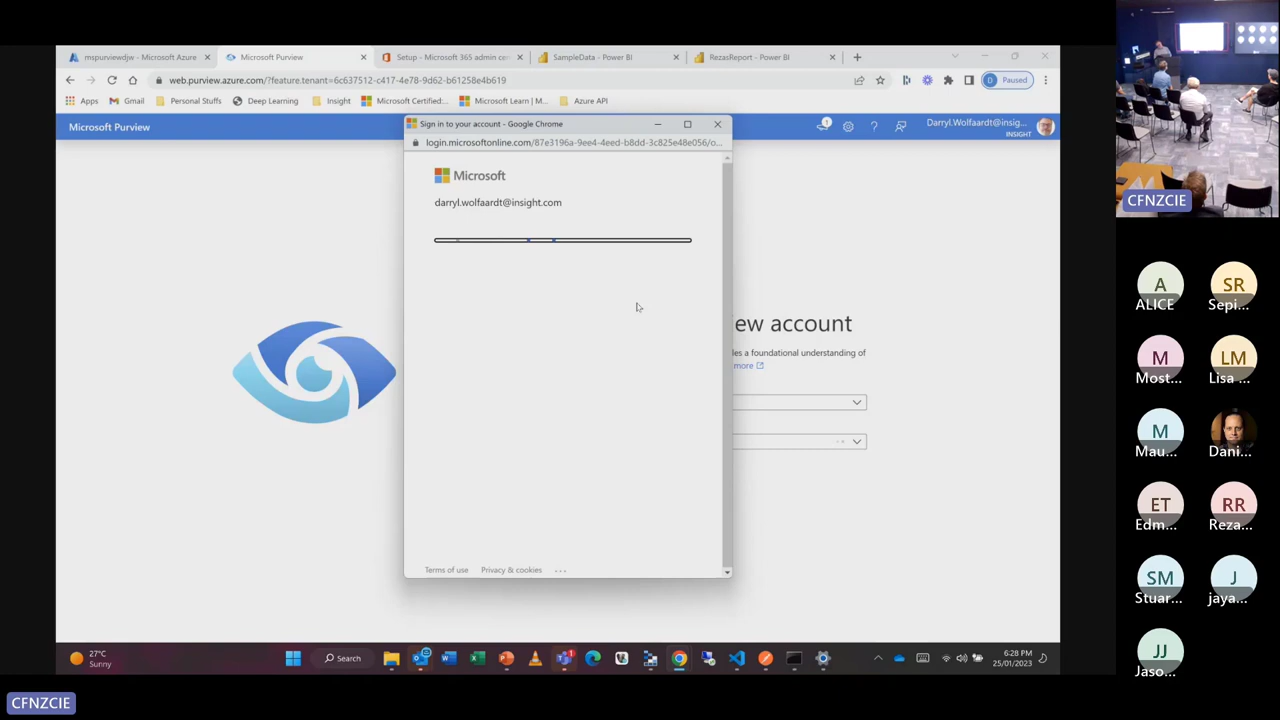 mspurviewdjw - Microsoft Azure
Microsoft Purview
Setup - Microsoft 365 admin cen
SampleData - Power BI
RezasReport - Power BI
web.purview.azure.com/?feature.tenant=6c637512-c417-4e78-9d62-b61258e4b619
D Paused
Apps
Gmail
Personal Stuffs
Deep Learning
Insight
Microsoft Certified:...
Microsoft Learn | M...
Azure API
Microsoft Purview
1
Darryl.Wolfaardt@insig...
INSIGHT
Sign in to your account - Google Chrome
login.microsoftonline.com/87e3196a-9ee4-4eed-b8dd-3c825e48e056/o...
Microsoft
darryl.wolfaardt@insight.com
ew account
les a foundational understanding of
more
Terms of use
Privacy & cookies
...
27°C
Sunny
Search
1
6:28 PM
25/01/2023
CFNZCIE
CFNZCIE
A
ALICE
SR
Sepi...
M
Most...
LM
Lisa ...
M
Mau...
Dani...
ET
Edm...
RR
Reza...
SM
Stuar...
J
jaya...
JJ
Jaso...